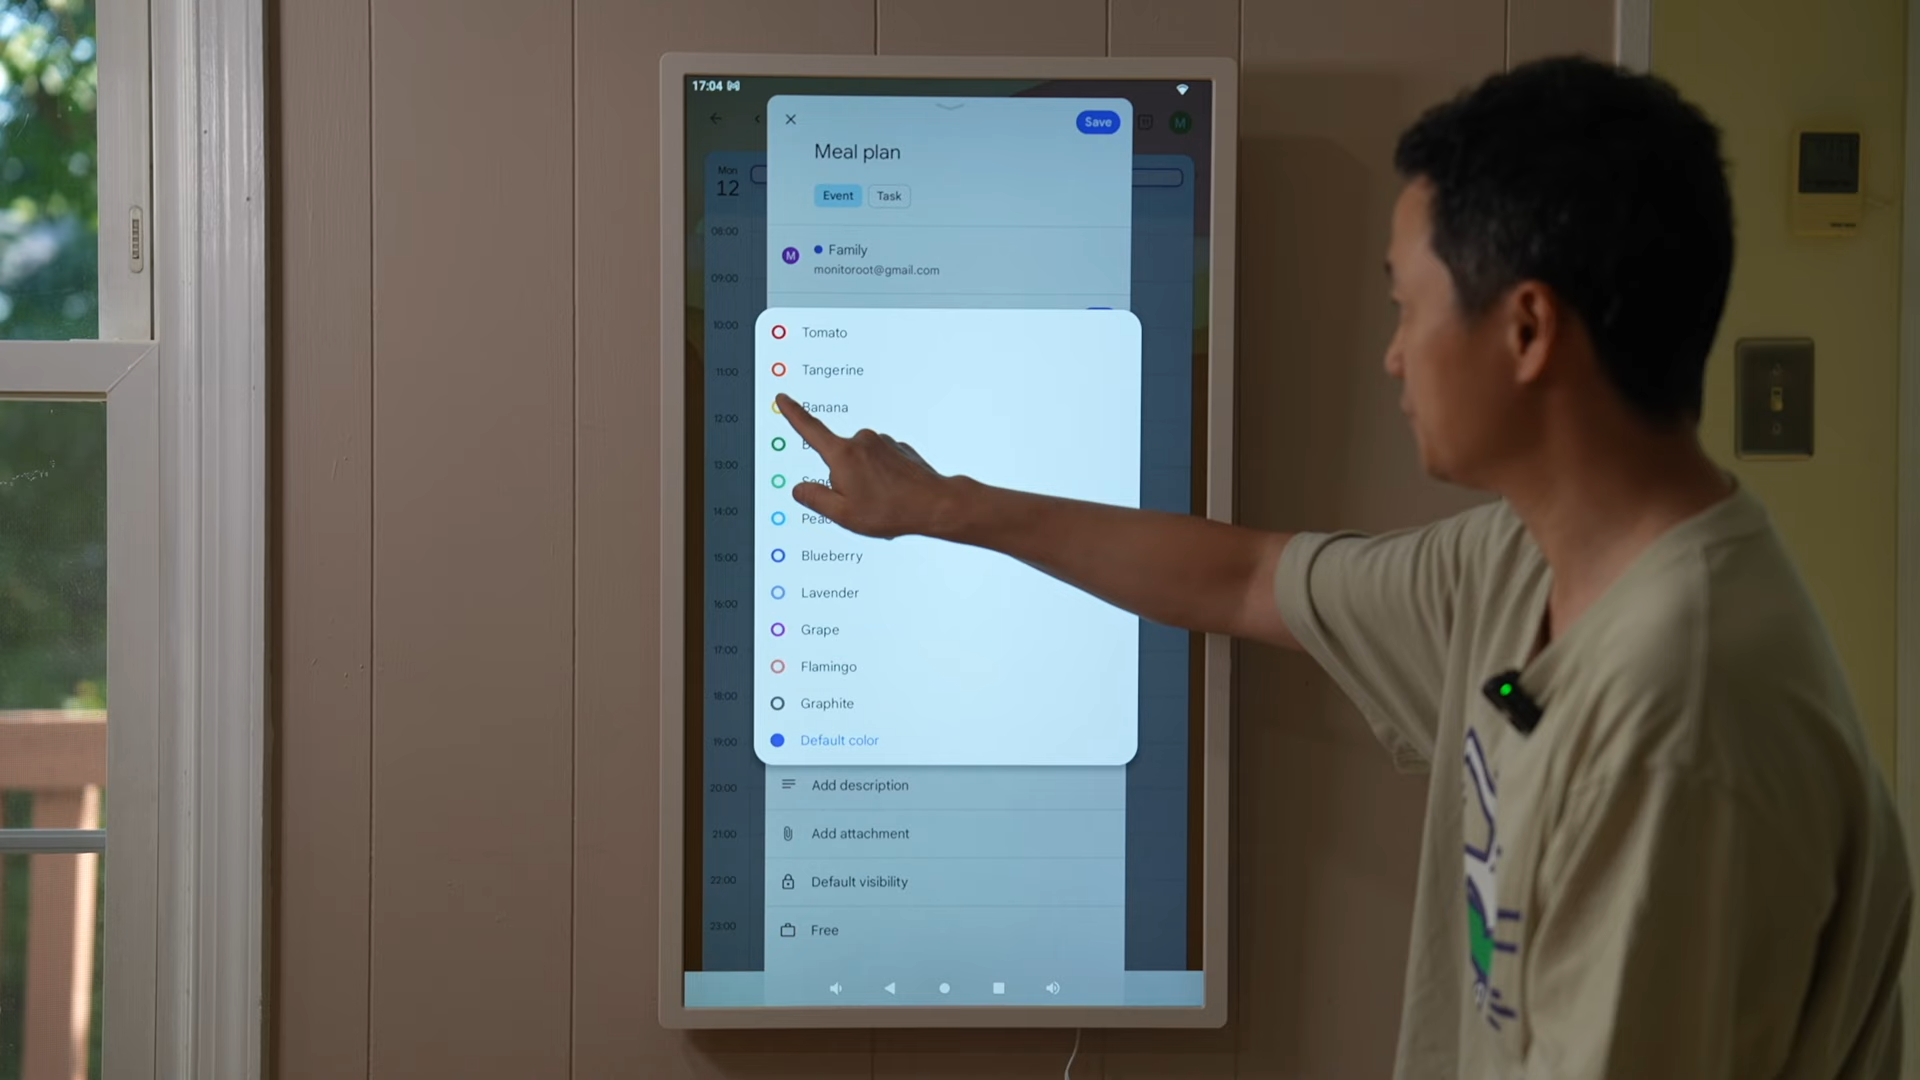 17:04
Save
M
Meal plan
Mon
12
Event Task
08:00
M Family
monitoroot@gmail.com
09:00
10:00
Tomato
11:00
Tangerine
12:00
Banana
13:00
14:00
15:00
Blueberry
16:00
Lavender
Grape
17:00
Flamingo
18:00
Graphite
19:00
Default color
20:00
Add description
21:00
Add attachment
22:00
Default visibility
23:00
Free